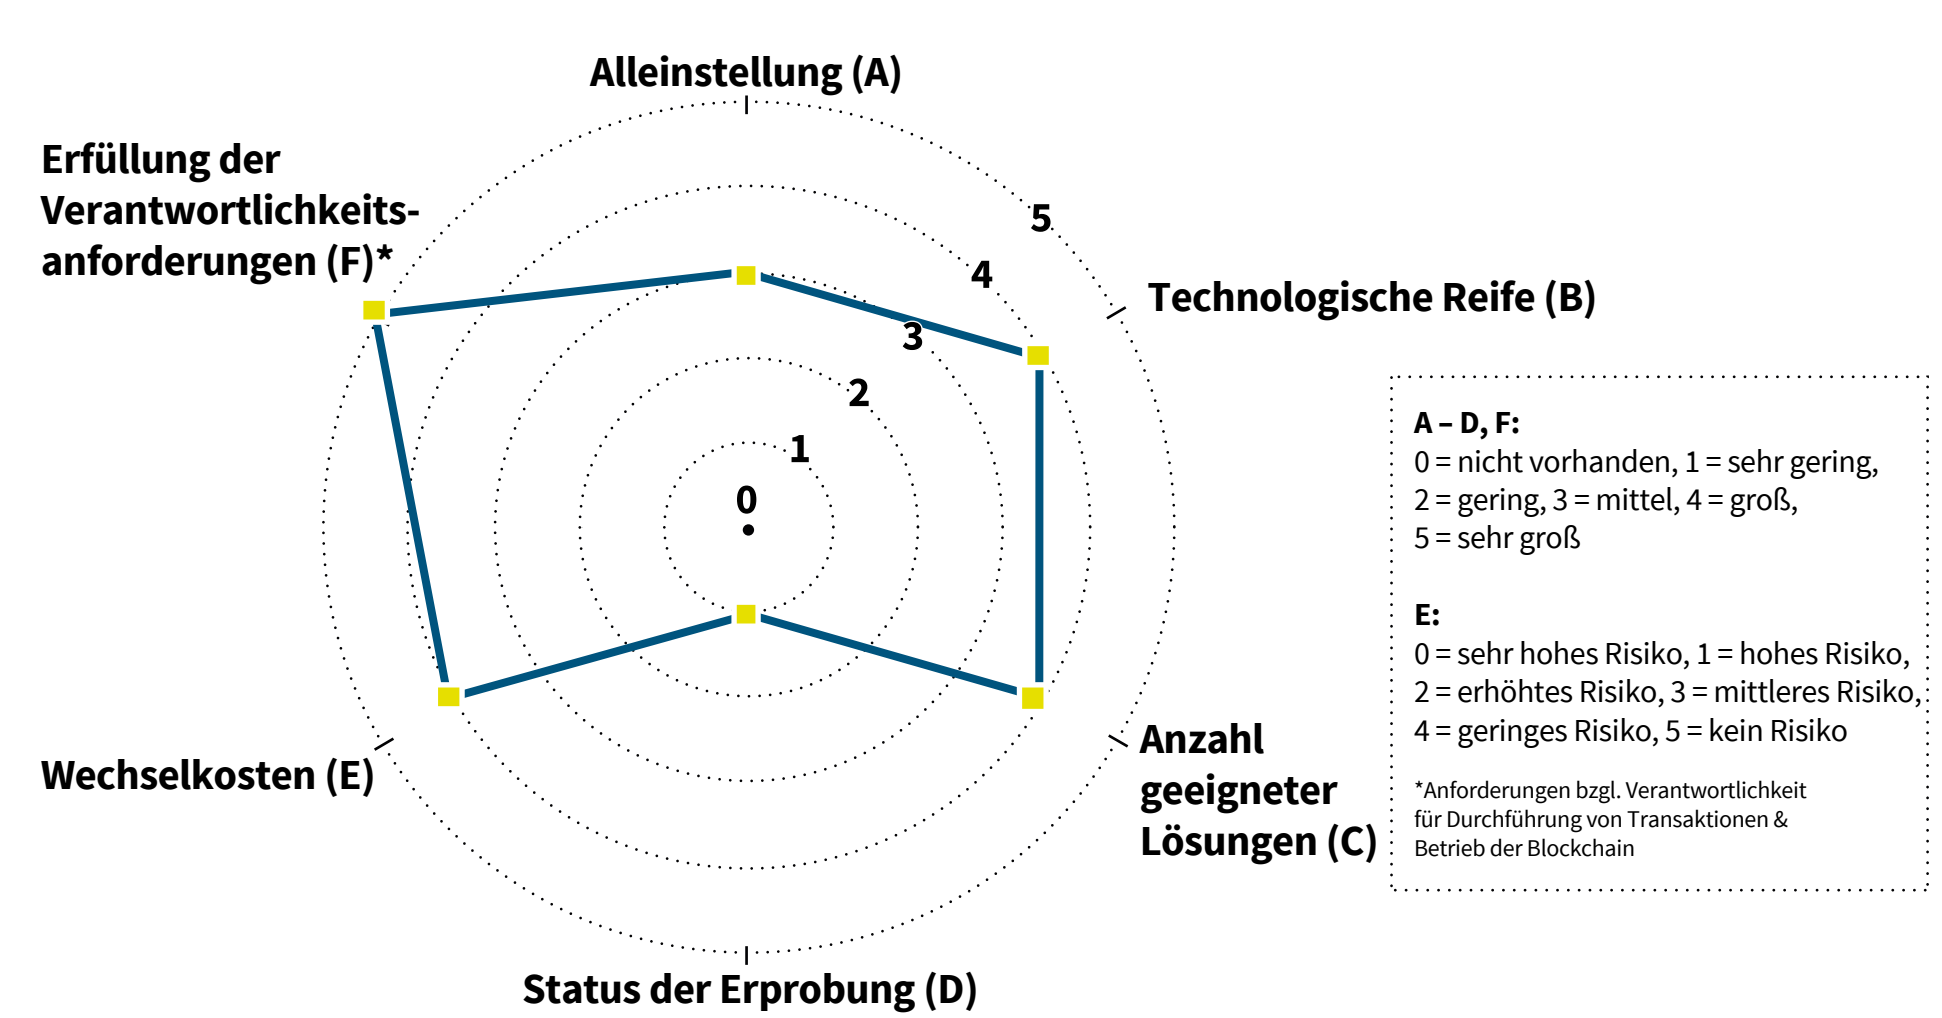 Alleinstellung (A)
Erfüllung der
Verantwortlichkeits-
anforderungen (F)*
5
4
Technologische Reife (B)
3
2
1
0
A – D, F:
0 = nicht vorhanden, 1 = sehr gering,
2 = gering, 3 = mittel, 4 = groß,
5 = sehr groß
E:
0 = sehr hohes Risiko, 1 = hohes Risiko,
2 = erhöhtes Risiko, 3 = mittleres Risiko,
4 = geringes Risiko, 5 = kein Risiko
*Anforderungen bzgl. Verantwortlichkeit
für Durchführung von Transaktionen &
Betrieb der Blockchain
Anzahl
geeigneter
Lösungen (C)
Wechselkosten (E)
Status der Erprobung (D)